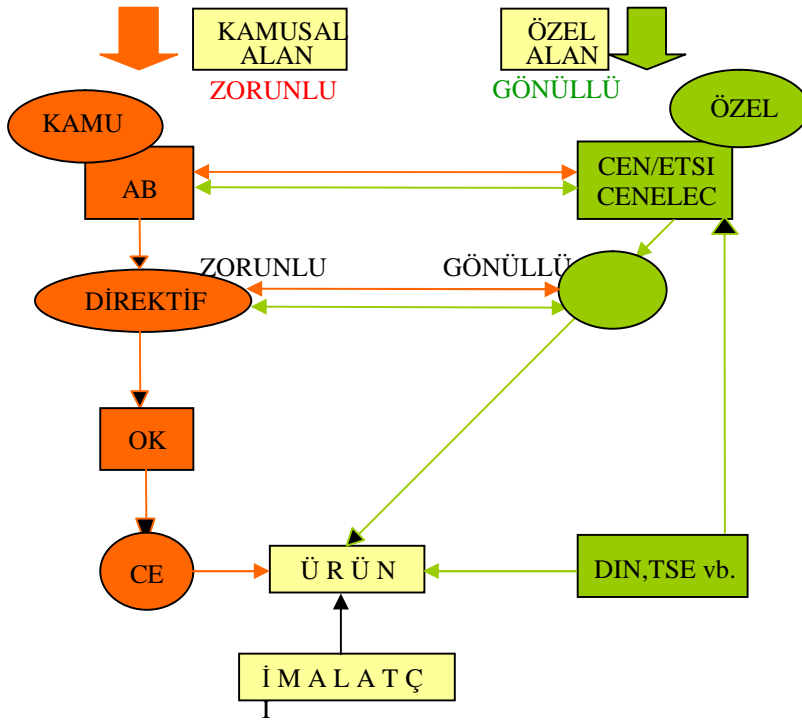 KAMUSAL
ALAN
ÖZEL
ALAN
ZORUNLU
GÖNÜLLÜ
KAMU
ÖZEL
AB
CEN/ETSI
CENELEC
ZORUNLU
GÖNÜLLÜ
DİREKTİF
OK
CE
Ü R Ü N
DIN,TSE vb.
İ M A L A T Ç
I